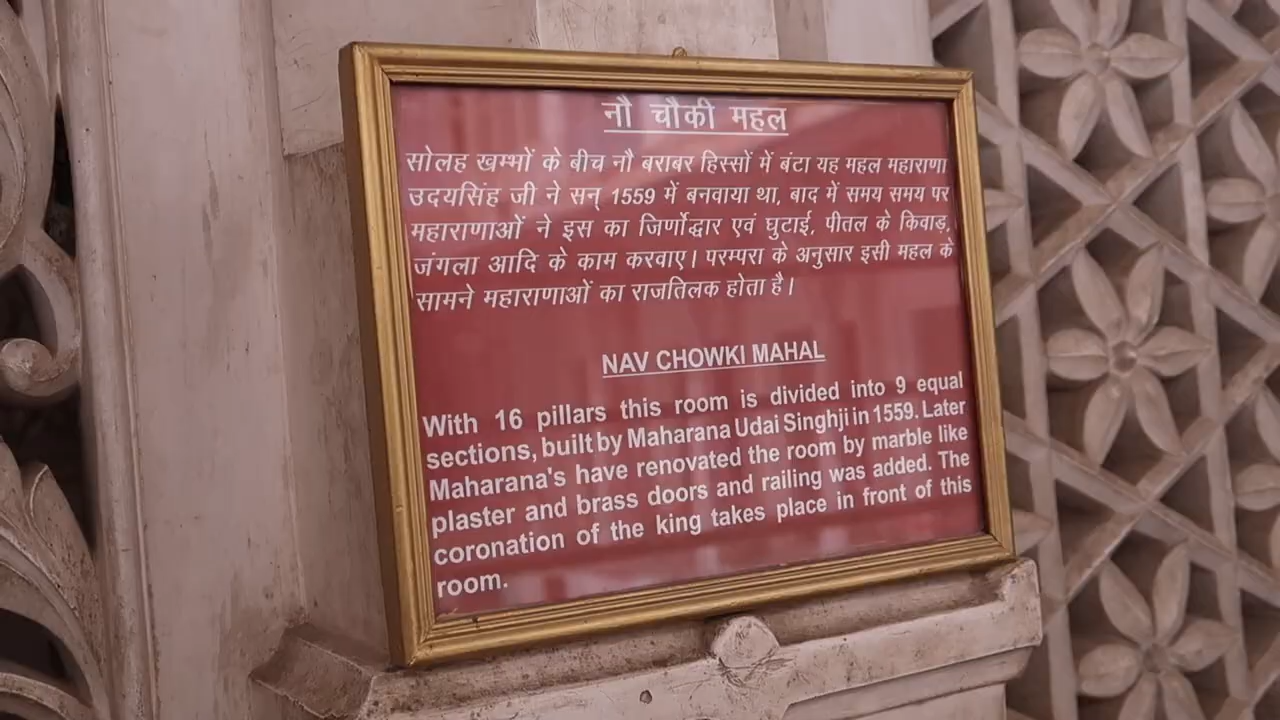 नौ चौकी महल
सोलह खम्भों के बीच नौ बराबर हिस्सों में बंटा यह महल महाराणा
उदयसिंह जी ने सन् 1559 में बनवाया था, बाद में समय समय पर
महाराणाओं ने इस का जिर्णोद्धार एवं घुटाई, पीतल के किवाड़,
जंगला आदि के काम करवाए। परम्परा के अनुसार इसी महल के
सामने महाराणाओं का राजतिलक होता है।
NAV CHOWKI MAHAL
With 16 pillars this room is divided into 9 equal
sections, built by Maharana Udai Singhji in 1559. Later
Maharana's have renovated the room by marble like
plaster and brass doors and railing was added. The
coronation of the king takes place in front of this
room.